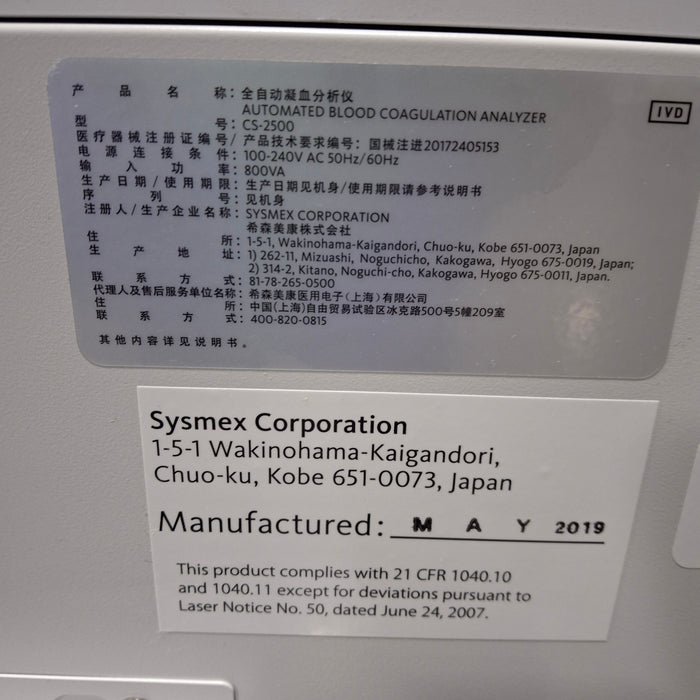 产品名称：全自动凝血分析仪
AUTOMATED BLOOD COAGULATION ANALYZER
IVD
型号：CS-2500
医疗器械注册证编号/产品技术要求编号：国械注进20172405153
电源连接条件：100-240V AC 50Hz/60Hz
输入功率：800VA
生产日期/使用期限：生产日期见机身/使用期限请参考说明书
序列号：见机身
注册人/生产企业名称：SYSMEX CORPORATION
希森美康株式会社
住所：1-5-1, Wakinohama-Kaigandori, Chuo-ku, Kobe 651-0073, Japan
生产地址：1) 262-11, Mizuashi, Noguchicho, Kakogawa, Hyogo 675-0019, Japan;
2) 314-2, Kitano, Noguchi-cho, Kakogawa, Hyogo 675-0011, Japan.
联系方式：81-78-265-0500
代理人及售后服务单位名称：希森美康医用电子（上海）有限公司
住所：中国（上海）自由贸易试验区冰克路500号5幢209室
联系方式：400-820-0815
其他内容详见说明书。
Sysmex Corporation
1-5-1 Wakinohama-Kaigandori,
Chuo-ku, Kobe 651-0073, Japan
Manufactured: MAY 2019
This product complies with 21 CFR 1040.10
and 1040.11 except for deviations pursuant to
Laser Notice No. 50, dated June 24, 2007.